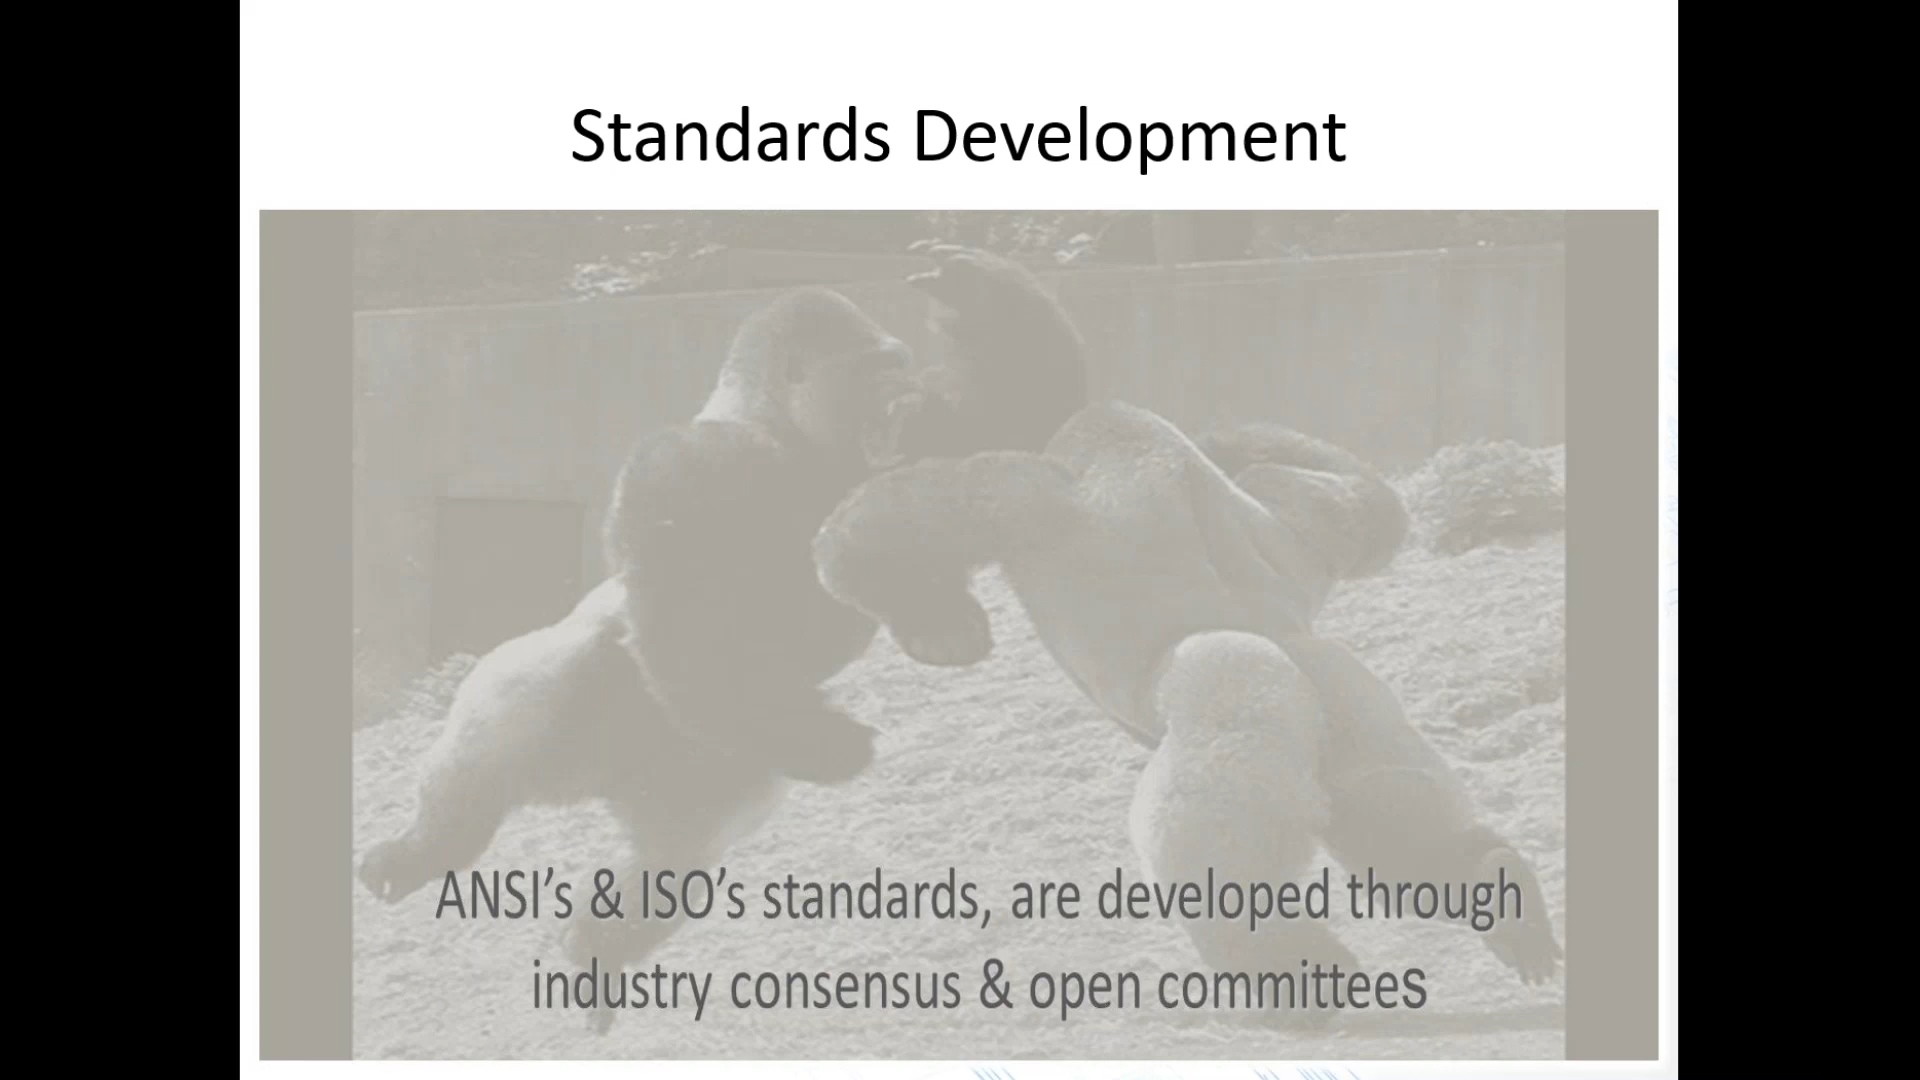 Standards Development
ANSI’s & ISO’s standards, are developed through
industry consensus & open committees